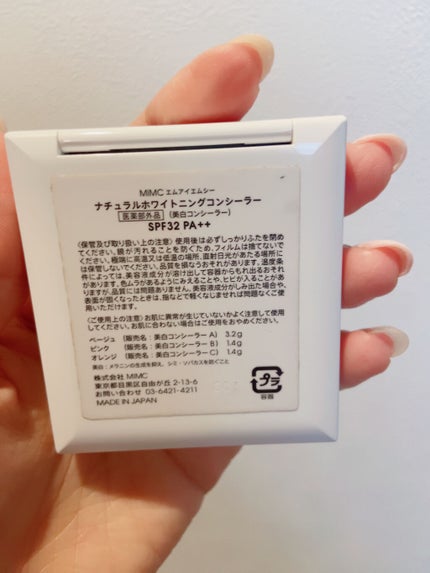 MIMC エムアイエムシー
ナチュラルホワイトニングコンシーラー
医薬部外品 (美白コンシーラー)
SPF32 PA++
〈保管及び取り扱い上の注意〉使用後は必ずしっかりふたを閉め
てください。鏡が汚れることを防ぐため、フィルムは捨てないで
ください。極端に高温又は低温の場所、直射日光があたる場所に
は保管しないでください。品質を損なうおそれがあります。温度条
件によっては、美容液成分が溶け出して容器からもれ出るおそれ
があります。色ムラがあるようにみえることや、ヒビが入ることがあ
りますが、品質には問題ありません。美容液成分がしみ出た場合や、
表面が固くなったときは、指などで軽くなじませれば問題なくご使
用いただけます。
〈ご使用上の注意〉お肌に異常が生じていないかよく注意して使用
してください。お肌に合わない場合はご使用をおやめください。
ベージュ (販売名：美白コンシーラー A) 3.2g
ピンク (販売名：美白コンシーラー B) 1.4g
オレンジ (販売名：美白コンシーラー C) 1.4g
美白：メラニンの生成を抑え、シミ・ソバカスを防ぐこと
株式会社 MIMC
東京都目黒区自由が丘 2-13-6
お問い合わせ 03-6421-4211
MADE IN JAPAN
プラ
容器